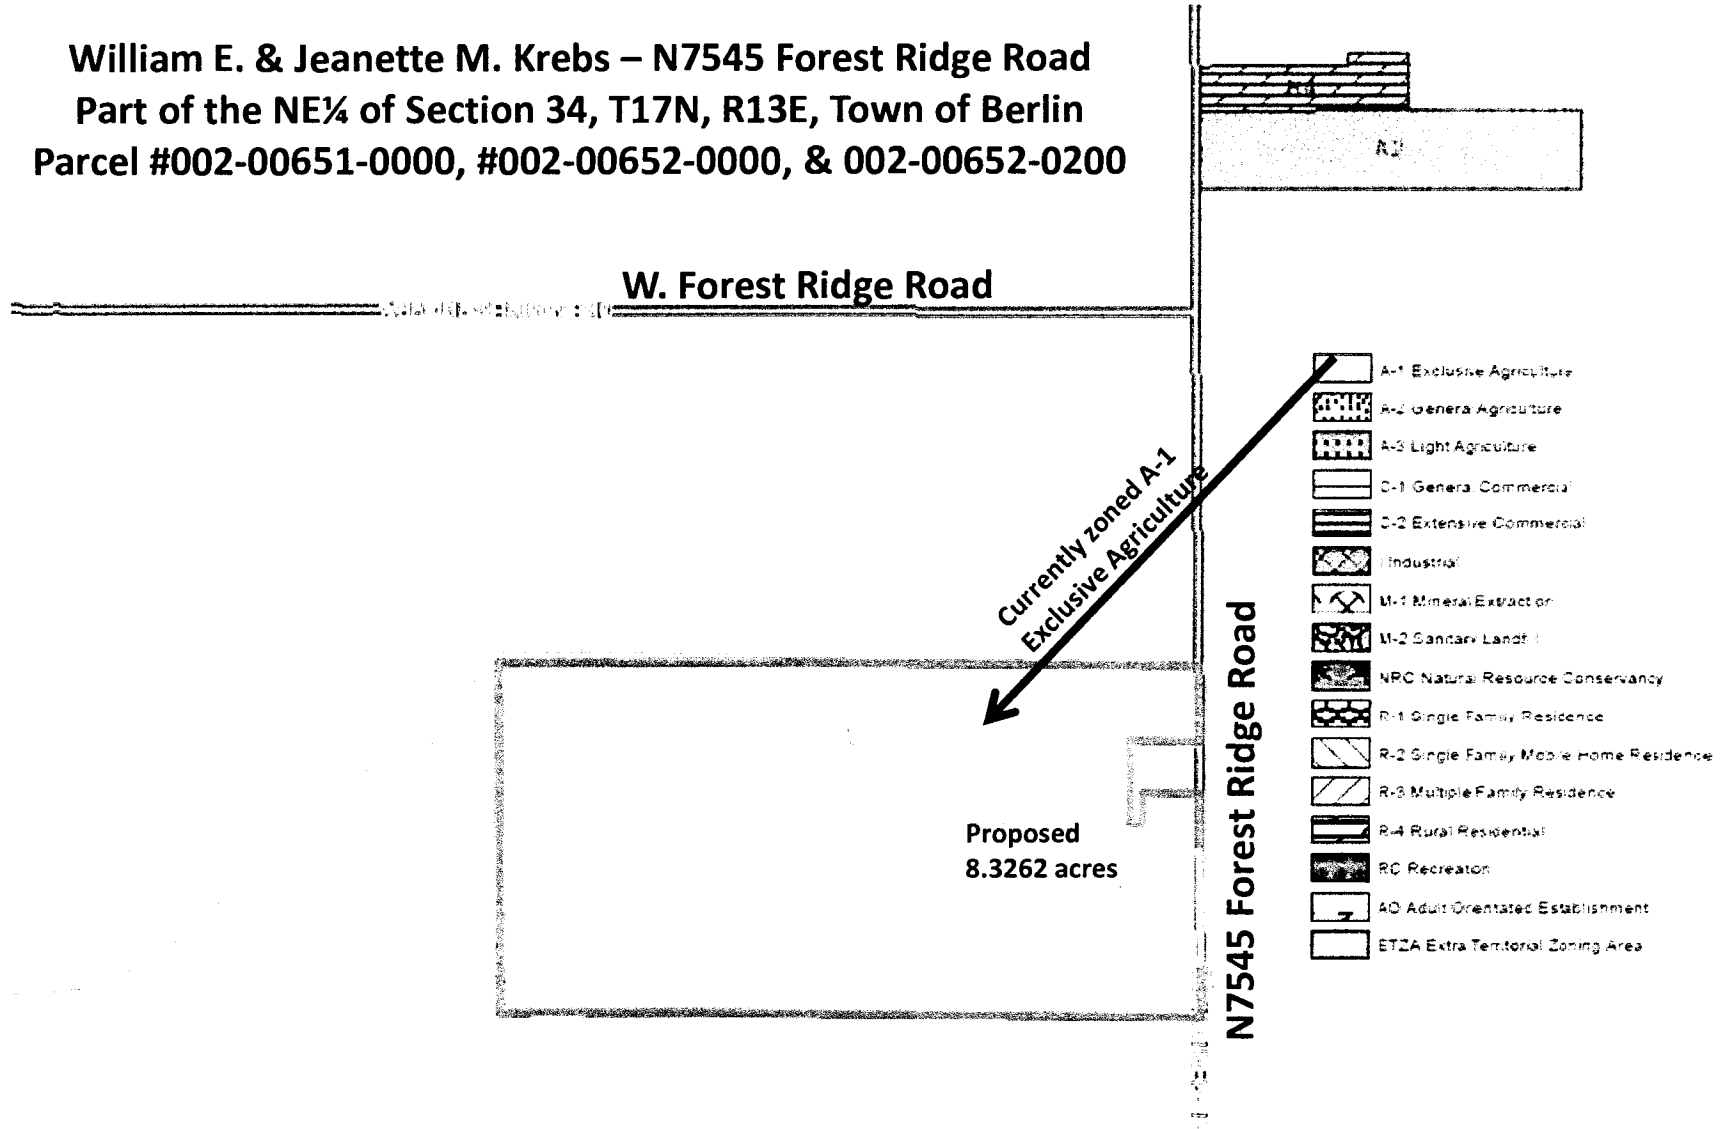 William E. & Jeanette M. Krebs – N7545 Forest Ridge Road
Part of the NE¼ of Section 34, T17N, R13E, Town of Berlin
Parcel #002-00651-0000, #002-00652-0000, & 002-00652-0200
R4
A2
W. Forest Ridge Road
A-1 Exclusive Agriculture
A-2 General Agriculture
A-3 Light Agriculture
C-1 General Commercial
C-2 Extensive Commercial
I Industrial
M-1 Mineral Extraction
M-2 Sanitary Landfill
NRC Natural Resource Conservancy
R-1 Single Family Residence
R-2 Single Family Mobile Home Residence
R-3 Multiple Family Residence
R-4 Rural Residential
RC Recreation
AO Adult Orientated Establishment
ETZA Extra Territorial Zoning Area
Currently zoned A-1
Exclusive Agriculture
Proposed
8.3262 acres
N7545 Forest Ridge Road